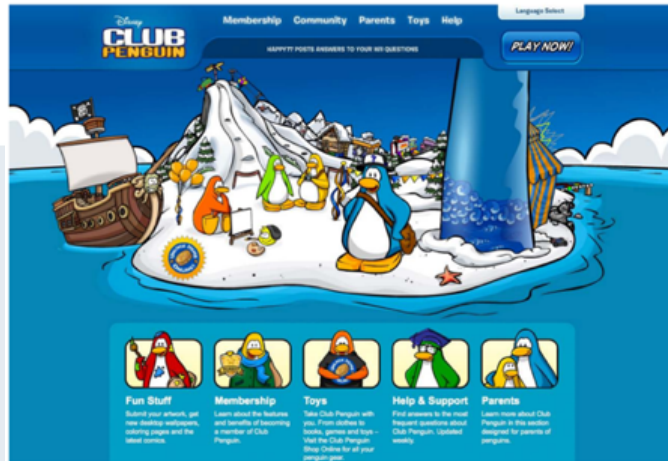 Language Select
Disney
CLUB
PENGUIN
Membership Community Parents Toys Help
HAPPY77 POSTS ANSWERS TO YOUR QUESTIONS
PLAY NOW!
Fun Stuff
Submit your artwork, get
new desktop wallpapers,
coloring pages and the
latest comics.
Membership
Learn about the features
and benefits of becoming
a member of Club
Penguin.
Toys
Take Club Penguin with
you. From clothes to
books, games and toys –
Visit the Club Penguin
Shop Online for all your
penguin gear.
Help & Support
Find answers to the most
frequent questions about
Club Penguin. Updated
weekly.
Parents
Learn more about Club
Penguin in this section
designed for parents of
penguins.